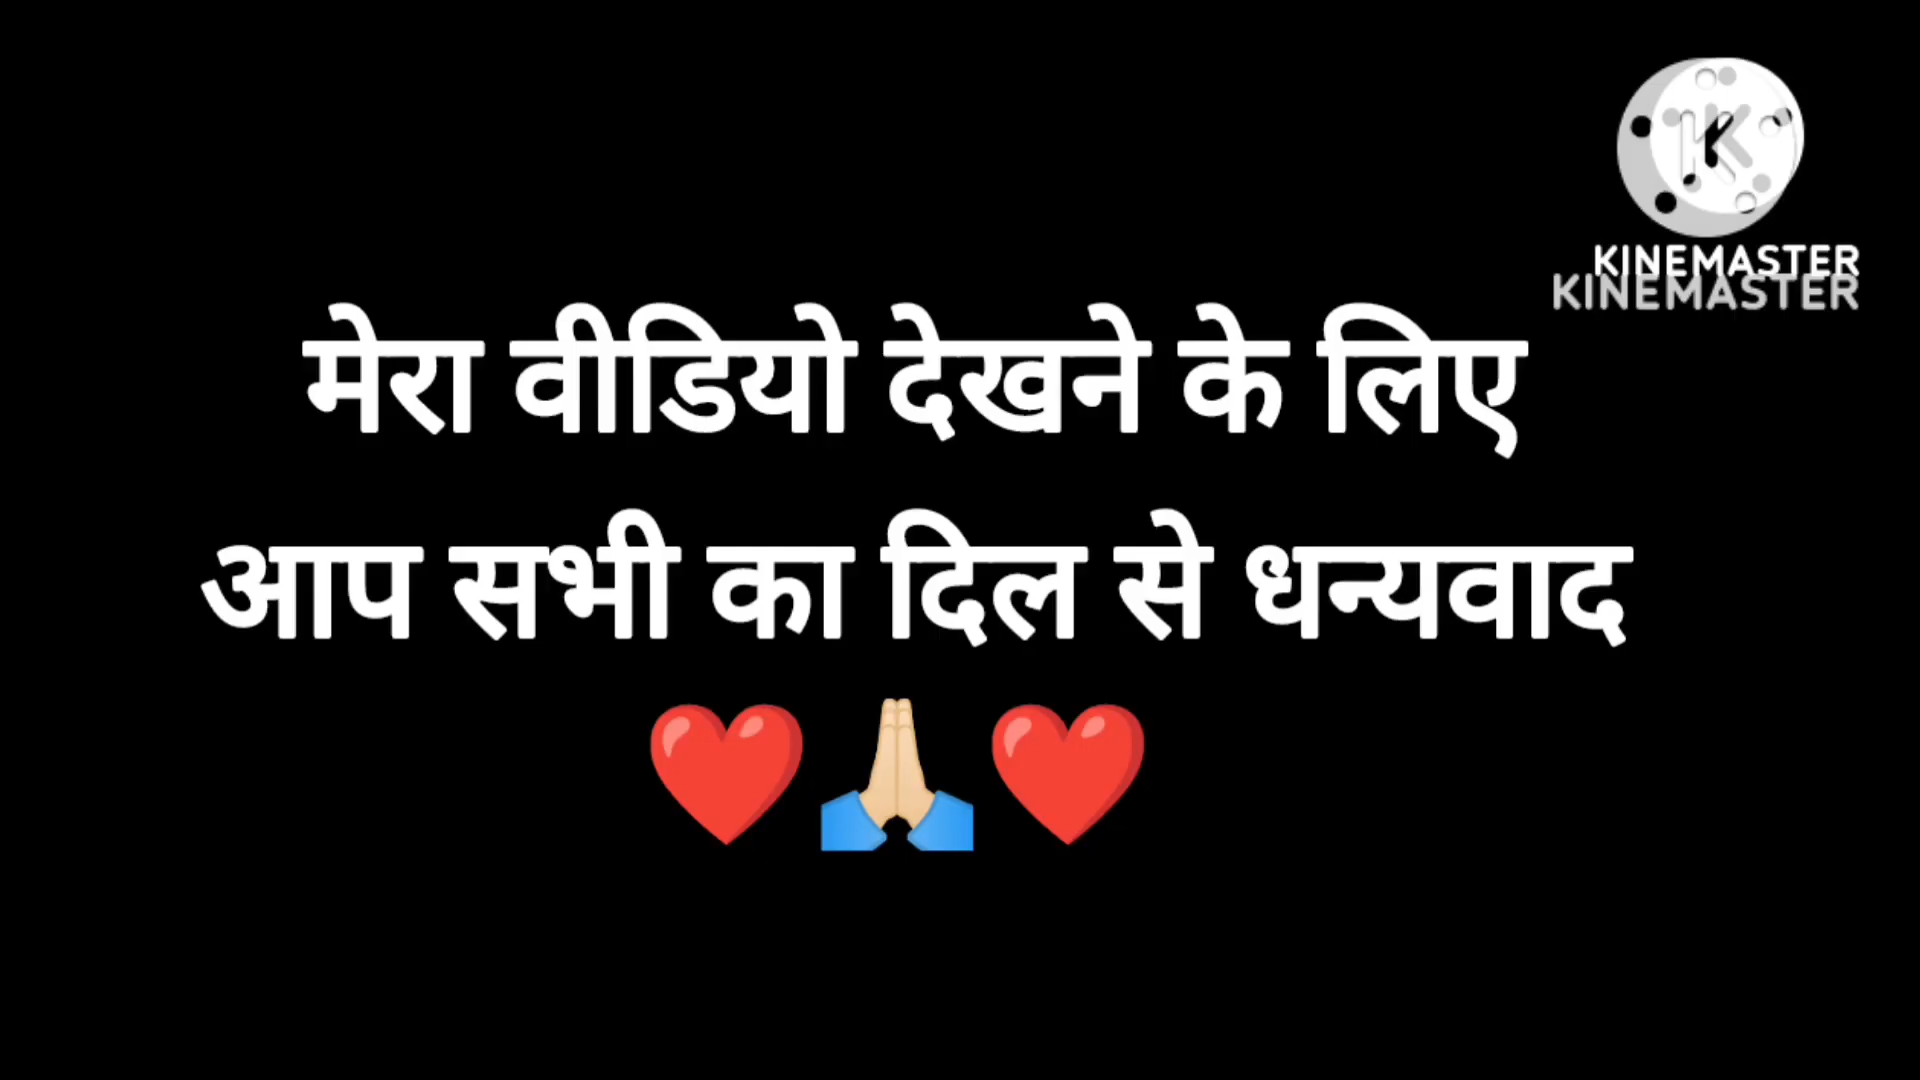 KINEMASTER
KINEMASTER
मेरा वीडियो देखने के लिए
आप सभी का दिल से धन्यवाद
❤️🙏🏻❤️